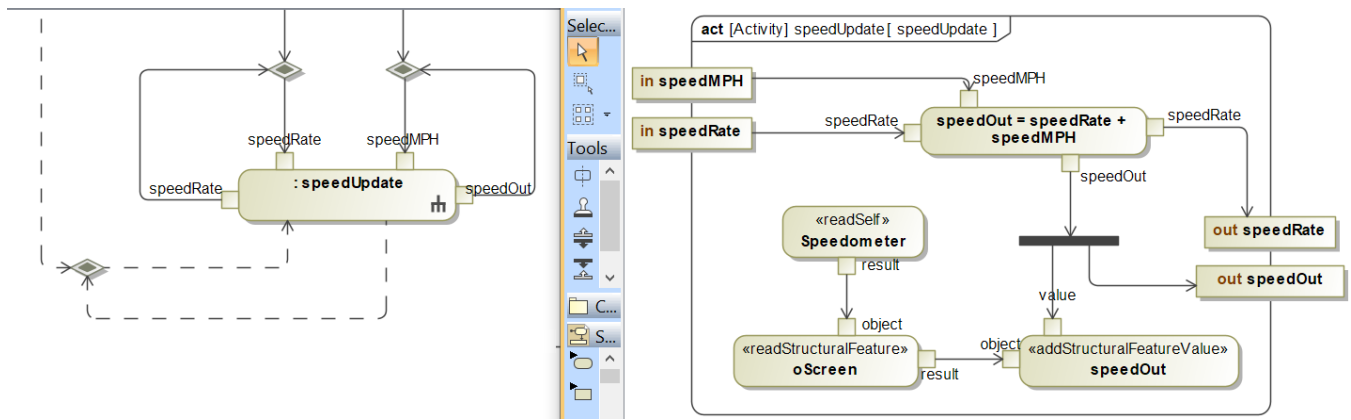 speedRate
speedMPH
speedRate
: speedUpdate
speedOut
Selec...
Tools
C...
S...
act [Activity] speedUpdate[ speedUpdate ]
in speedMPH
speedMPH
in speedRate
speedRate
speedOut = speedRate +
speedMPH
speedRate
speedOut
«readSelf»
Speedometer
result
out speedRate
out speedOut
value
object
«readStructuralFeature»
oScreen
result
object
«addStructuralFeatureValue»
speedOut